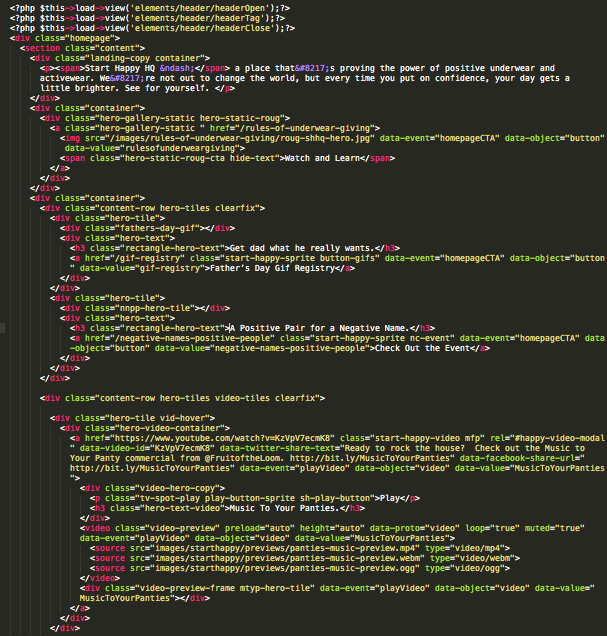 <?php $this->load->view('elements/header/headerOpen');?>
<?php $this->load->view('elements/header/headerTag');?>
<?php $this->load->view('elements/header/headerClose');?>
<div class="homepage">
<section class="content">
<div class="landing-copy container">
<p><span>Start Happy HQ &ndash;</span> a place that&#8217;s proving the power of positive underwear and
activewear. We&#8217;re not out to change the world, but every time you put on confidence, your day gets a
little brighter. See for yourself. </p>
</div>
<div class="container">
<div class="hero-gallery-static hero-static-roug">
<a class="hero-gallery-static " href="/rules-of-underwear-giving">
<img src="/images/rules-of-underwear-giving/roug-shhq-hero.jpg" data-event="homepageCTA" data-object="button"
data-value="rulesofunderweargiving">
<span class="hero-static-roug-cta hide-text">Watch and Learn</span>
</a>
</div>
</div>
<div class="container">
<div class="content-row hero-tiles clearfix">
<div class="hero-tile">
<div class="fathers-day-gif"></div>
<div class="hero-text">
<h3 class="rectangle-hero-text">Get dad what he really wants.</h3>
<a href="/gif-registry" class="start-happy-sprite button-gifs" data-event="homepageCTA" data-object="button
" data-value="gif-registry">Father's Day Gif Registry</a>
</div>
</div>
<div class="hero-tile">
<div class="nnpp-hero-tile"></div>
<div class="hero-text">
<h3 class="rectangle-hero-text">A Positive Pair for a Negative Name.</h3>
<a href="/negative-names-positive-people" class="start-happy-sprite nc-event" data-event="homepageCTA" data
-object="button" data-value="negative-names-positive-people">Check Out the Event</a>
</div>
</div>
</div>
<div class="content-row hero-tiles video-tiles clearfix">
<div class="hero-tile vid-hover">
<div class="hero-video-container">
<a href="https://www.youtube.com/watch?v=KzVpV7ecmK8" class="start-happy-video mfp" rel="#happy-video-modal
" data-video-id="KzVpV7ecmK8" data-twitter-share-text="Ready to rock the house?  Check out the Music to
Your Panty commercial from @FruitoftheLoom. http://bit.ly/MusicToYourPanties" data-facebook-share-url="
http://bit.ly/MusicToYourPanties" data-event="playVideo" data-object="video" data-value="MusicToYourPanties
">
<div class="video-hero-copy">
<p class="tv-spot-play play-button-sprite sh-play-button">Play</p>
<h3 class="hero-text-video">Music To Your Panties.</h3>
</div>
<video class="video-preview" preload="auto" height="auto" data-proto="video" loop="true" muted="true"
data-event="playVideo" data-object="video" data-value="MusicToYourPanties">
<source src="images/starthappy/previews/panties-music-preview.mp4" type="video/mp4">
<source src="images/starthappy/previews/panties-music-preview.webm" type="video/webm">
<source src="images/starthappy/previews/panties-music-preview.ogg" type="video/ogg">
</video>
<div class="video-preview-frame mtyp-hero-tile" data-event="playVideo" data-object="video" data-value="
MusicToYourPanties"></div>
</a>
</div>
</div>